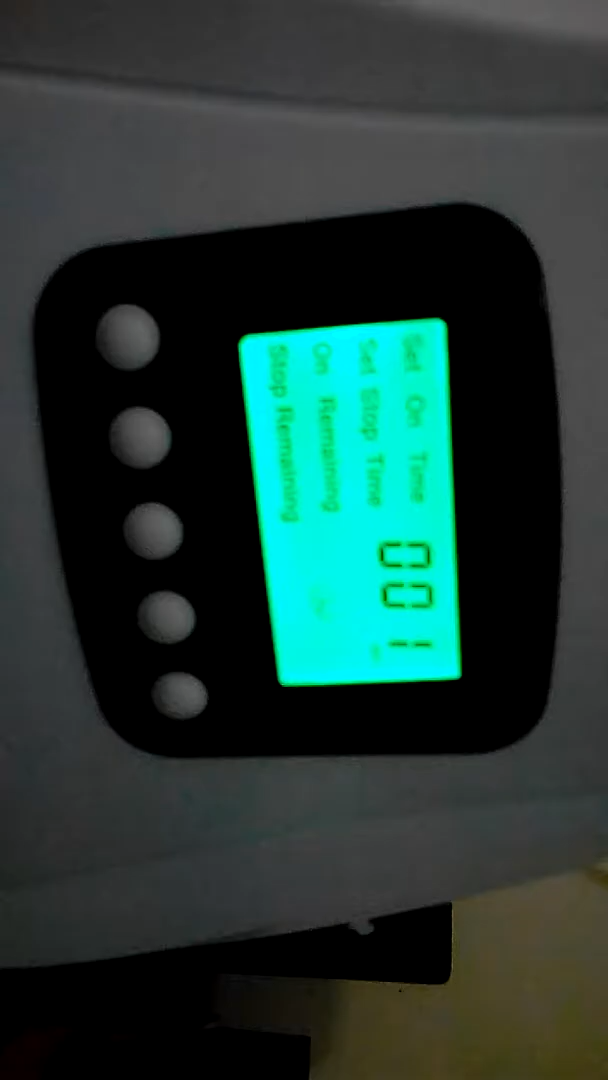 Set On Time
Set Stop Time
001
On Remaining
Stop Remaining